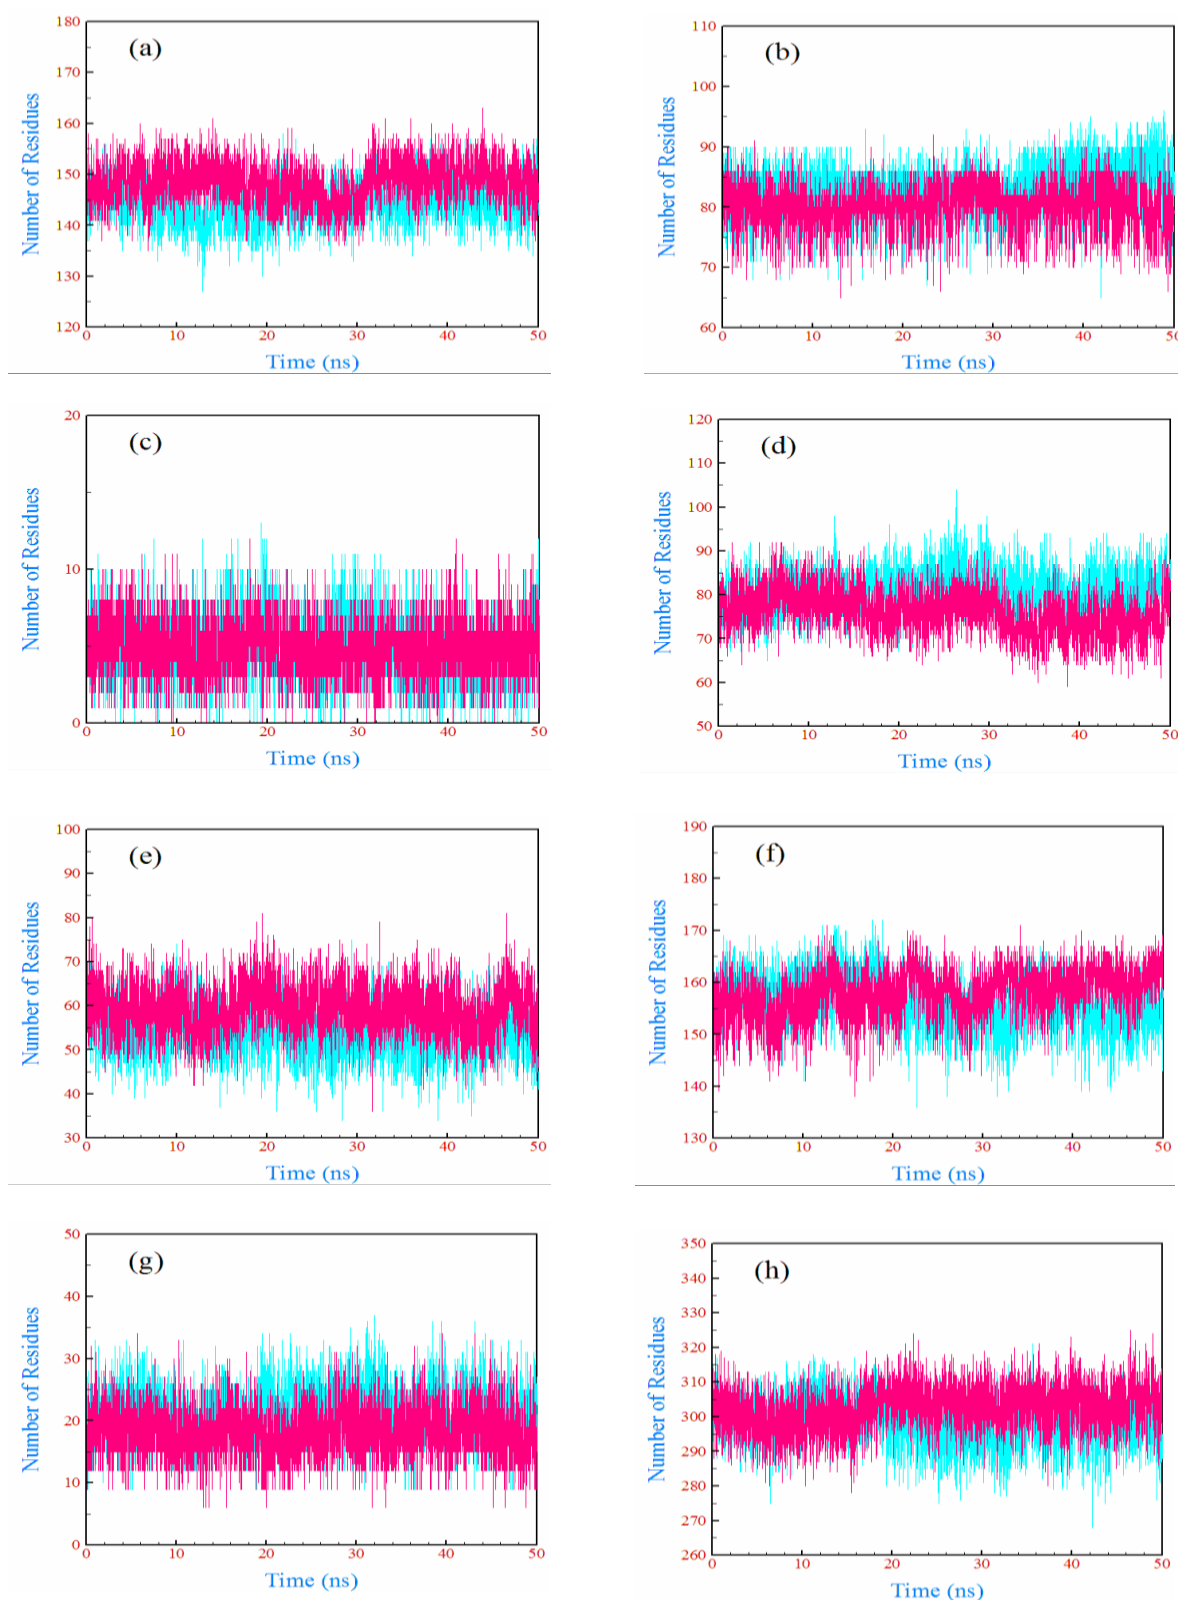 (a)
180
170
160
150
140
130
120
Number of Residues
0 10 20 30 40 50
Time (ns)
(b)
110
100
90
80
70
60
Number of Residues
0 10 20 30 40 50
Time (ns)
(c)
20
10
0
Number of Residues
0 10 20 30 40 50
Time (ns)
(d)
120
110
100
90
80
70
60
50
Number of Residues
0 10 20 30 40 50
Time (ns)
(e)
100
90
80
70
60
50
40
30
Number of Residues
0 10 20 30 40 50
Time (ns)
(f)
190
180
170
160
150
140
130
Number of Residues
0 10 20 30 40 50
Time (ns)
(g)
50
40
30
20
10
0
Number of Residues
0 10 20 30 40 50
Time (ns)
(h)
350
340
330
320
310
300
290
280
270
260
Number of Residues
0 10 20 30 40 50
Time (ns)